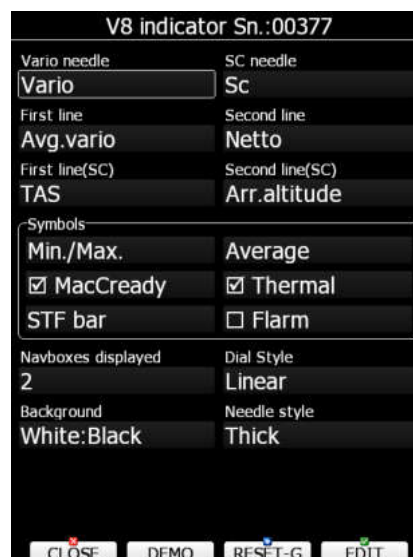 V8 indicator Sn.:00377
Vario needle SC needle
Vario Sc
First line Second line
Avg.vario Netto
First line(SC) Second line(SC)
TAS Arr.altitude
Symbols
Min./Max. Average
☑ MacCready ☑ Thermal
STF bar ☐ Flarm
Navboxes displayed Dial Style
2 Linear
Background Needle style
White:Black Thick
CLOSE DEMO RESET-G EDIT